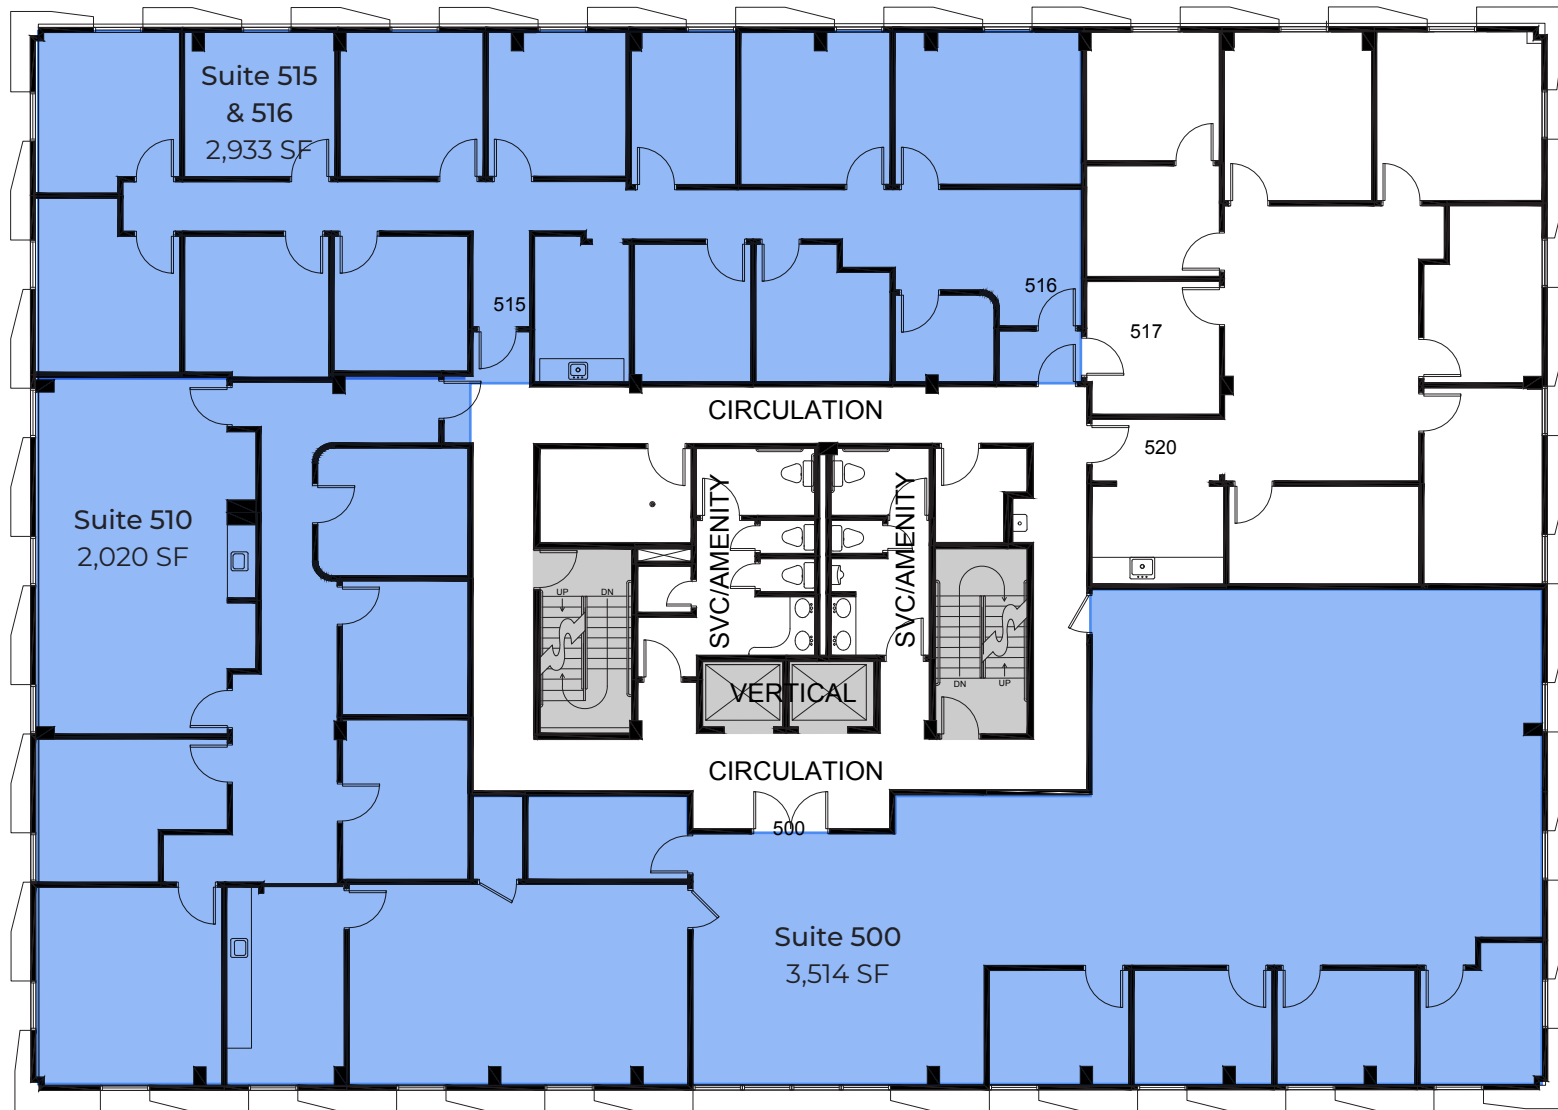 Suite 515
& 516
2,933 SF
515
516
517
CIRCULATION
520
Suite 510
2,020 SF
SVC/AMENITY
SVC/AMENITY
UP
DN
VERTICAL
DN
UP
CIRCULATION
500
Suite 500
3,514 SF